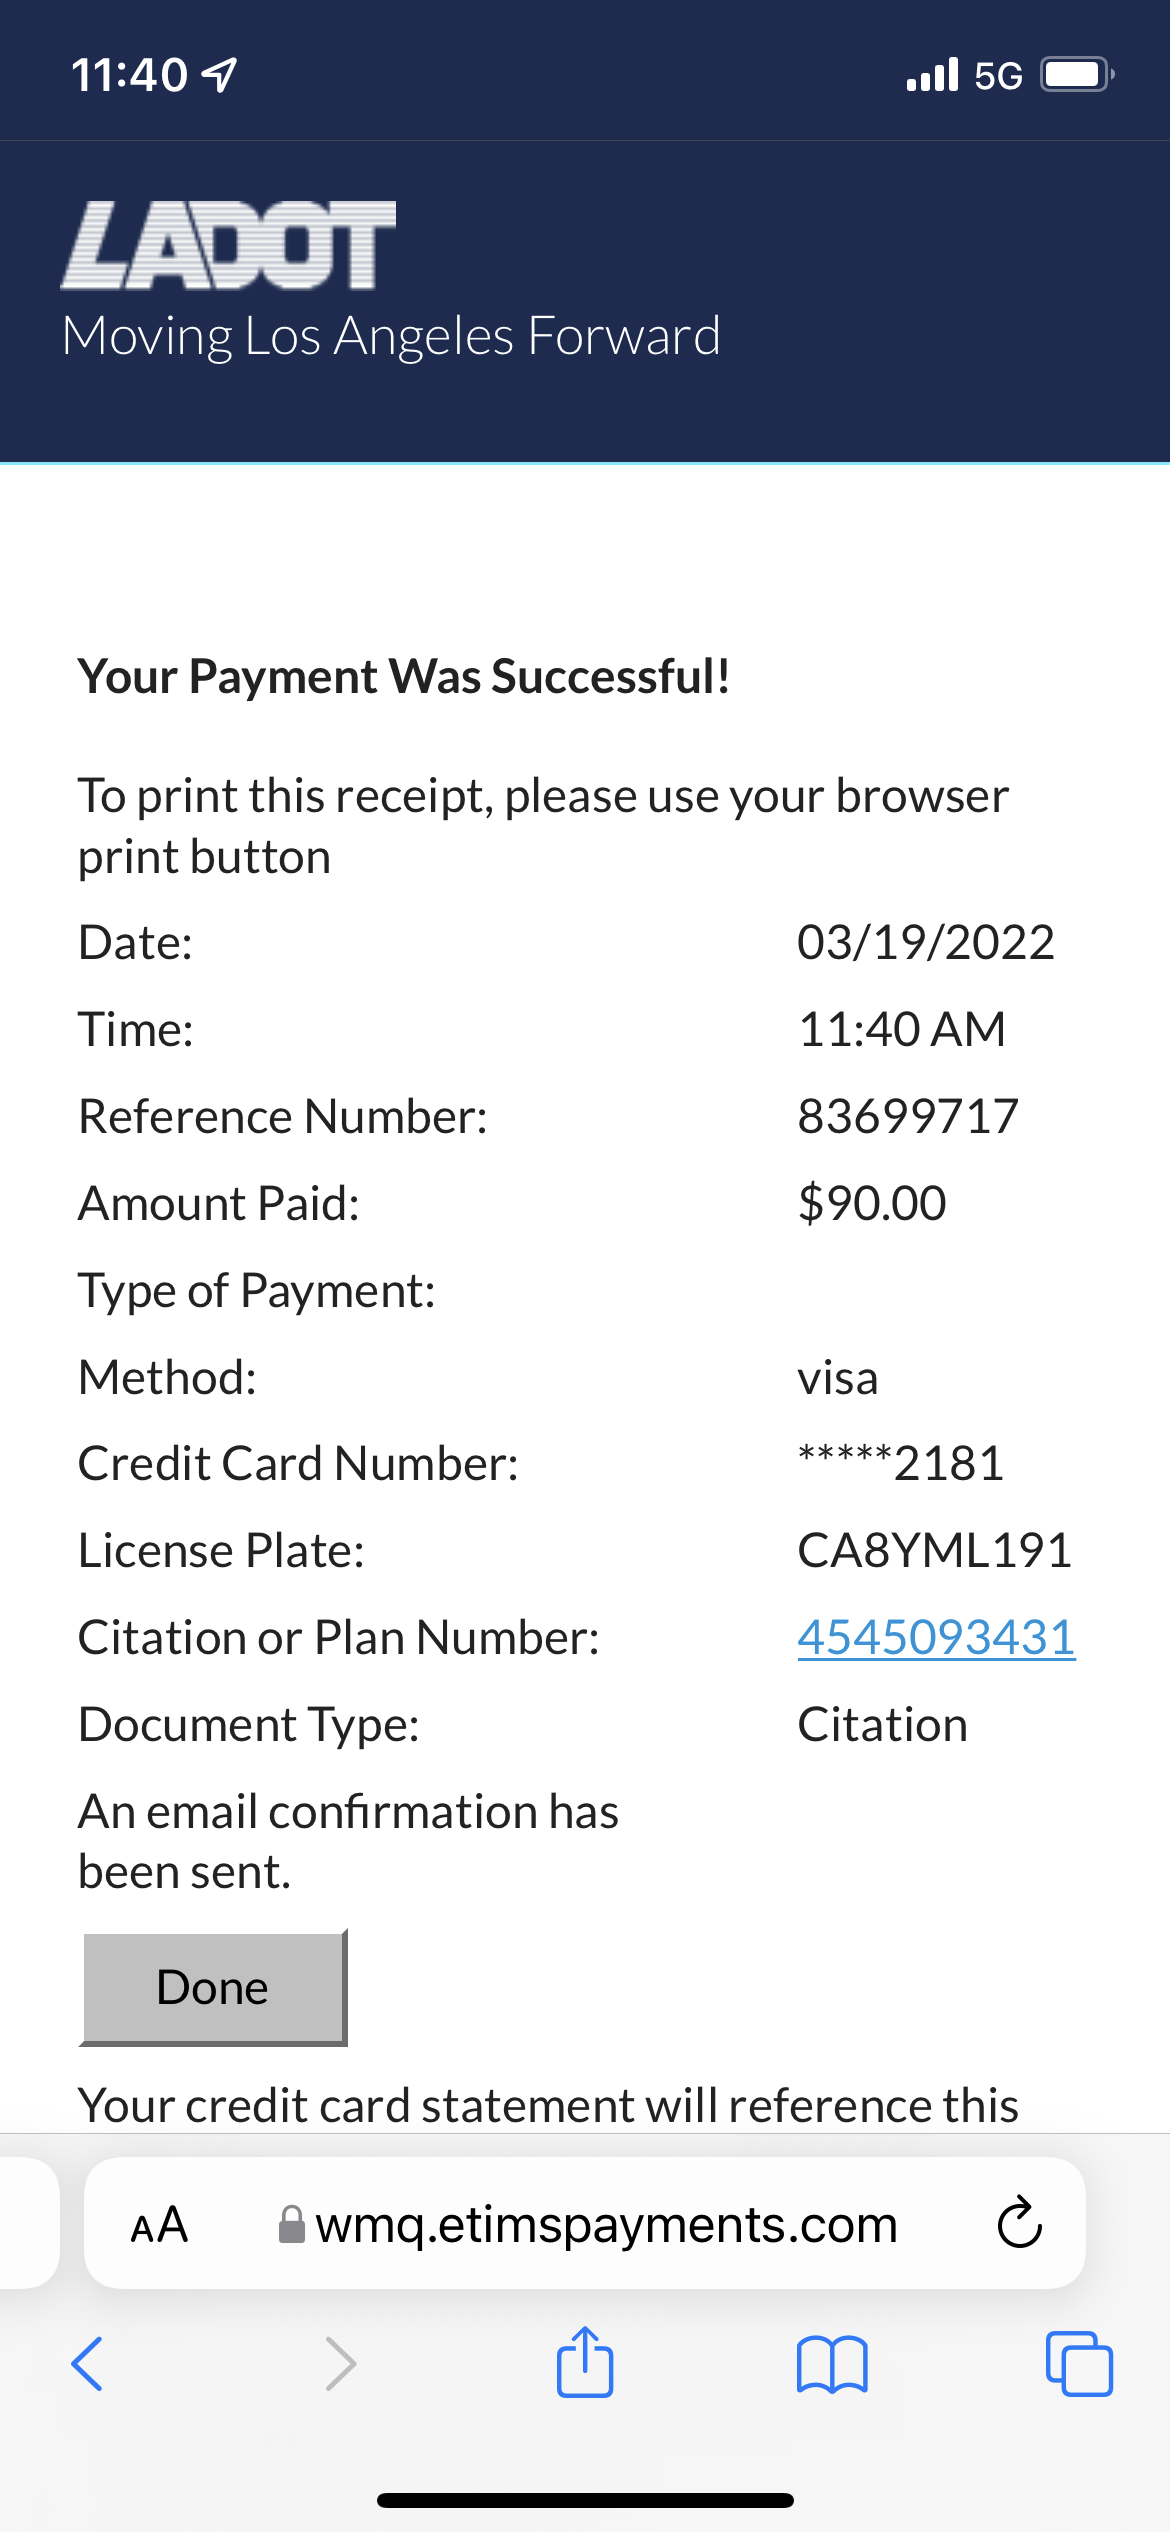 11:40
5G
LADOT
Moving Los Angeles Forward
Your Payment Was Successful!
To print this receipt, please use your browser
print button
Date: 03/19/2022
Time: 11:40 AM
Reference Number: 83699717
Amount Paid: $90.00
Type of Payment:
Method: visa
Credit Card Number: *****2181
License Plate: CA8YML191
Citation or Plan Number: 4545093431
Document Type: Citation
An email confirmation has
been sent.
Done
Your credit card statement will reference this
AA wmq.etimspayments.com